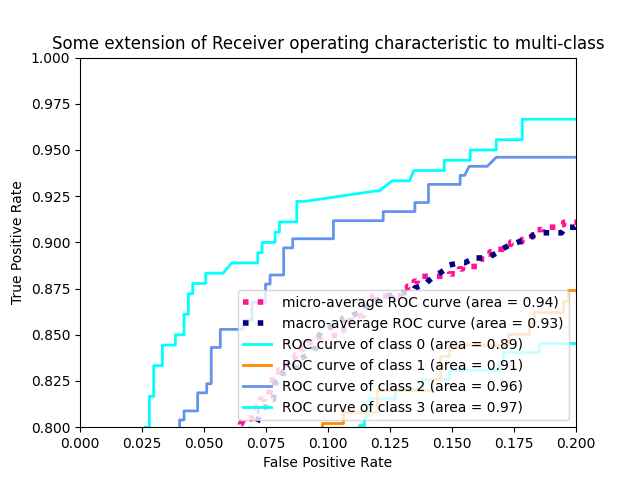 Some extension of Receiver operating characteristic to multi-class
1.000
0.975
0.950
0.925
0.900
0.875
0.850
0.825
0.800
True Positive Rate
micro-average ROC curve (area = 0.94)
macro-average ROC curve (area = 0.93)
ROC curve of class 0 (area = 0.89)
ROC curve of class 1 (area = 0.91)
ROC curve of class 2 (area = 0.96)
ROC curve of class 3 (area = 0.97)
0.000 0.025 0.050 0.075 0.100 0.125 0.150 0.175 0.200
False Positive Rate